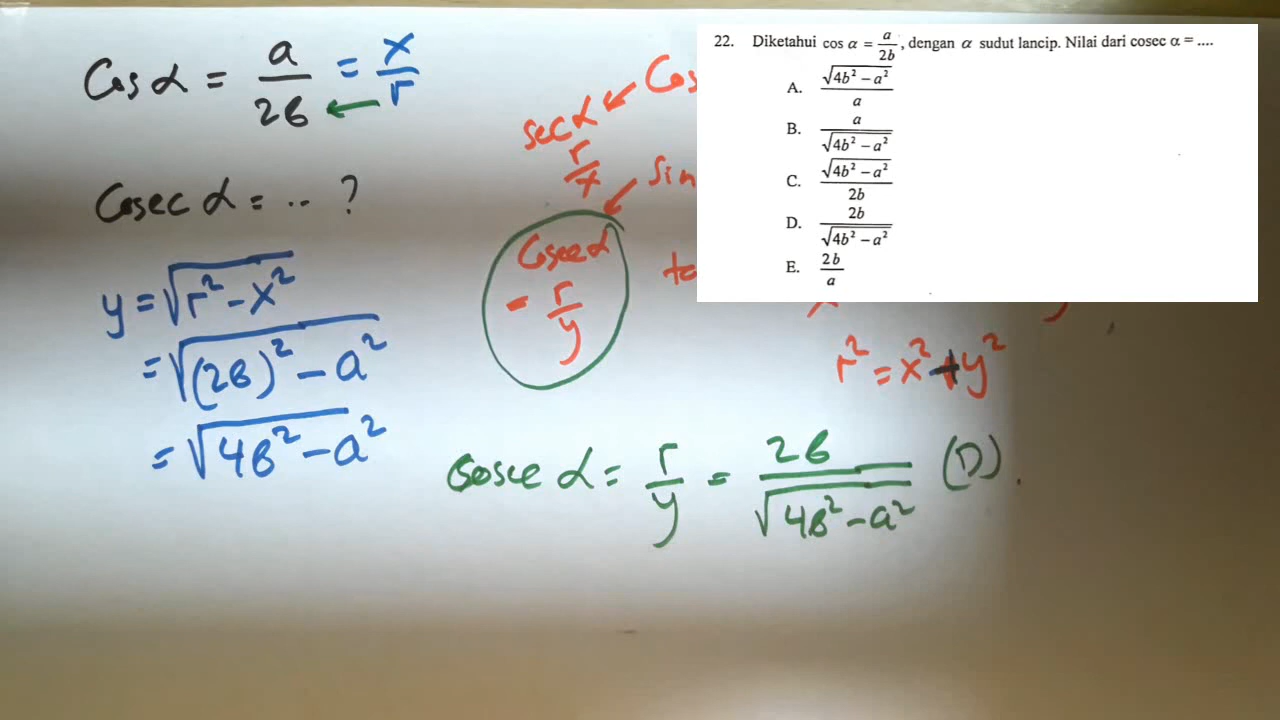 Cos α = a/2b = x/r
Cosec α = ... ?
y = √(r² - x²)
= √((2b)² - a²)
= √(4b² - a²)
Cos
sec α
r/x
Sin
Cosec α
= r/y
r² = x² + y²
Cosec α = r/y = 2b/√(4b² - a²) (D).
22. Diketahui cos α = a/2b, dengan α sudut lancip. Nilai dari cosec α = ....
A. √(4b² - a²)/a
B. a/√(4b² - a²)
C. √(4b² - a²)/2b
D. 2b/√(4b² - a²)
E. 2b/a